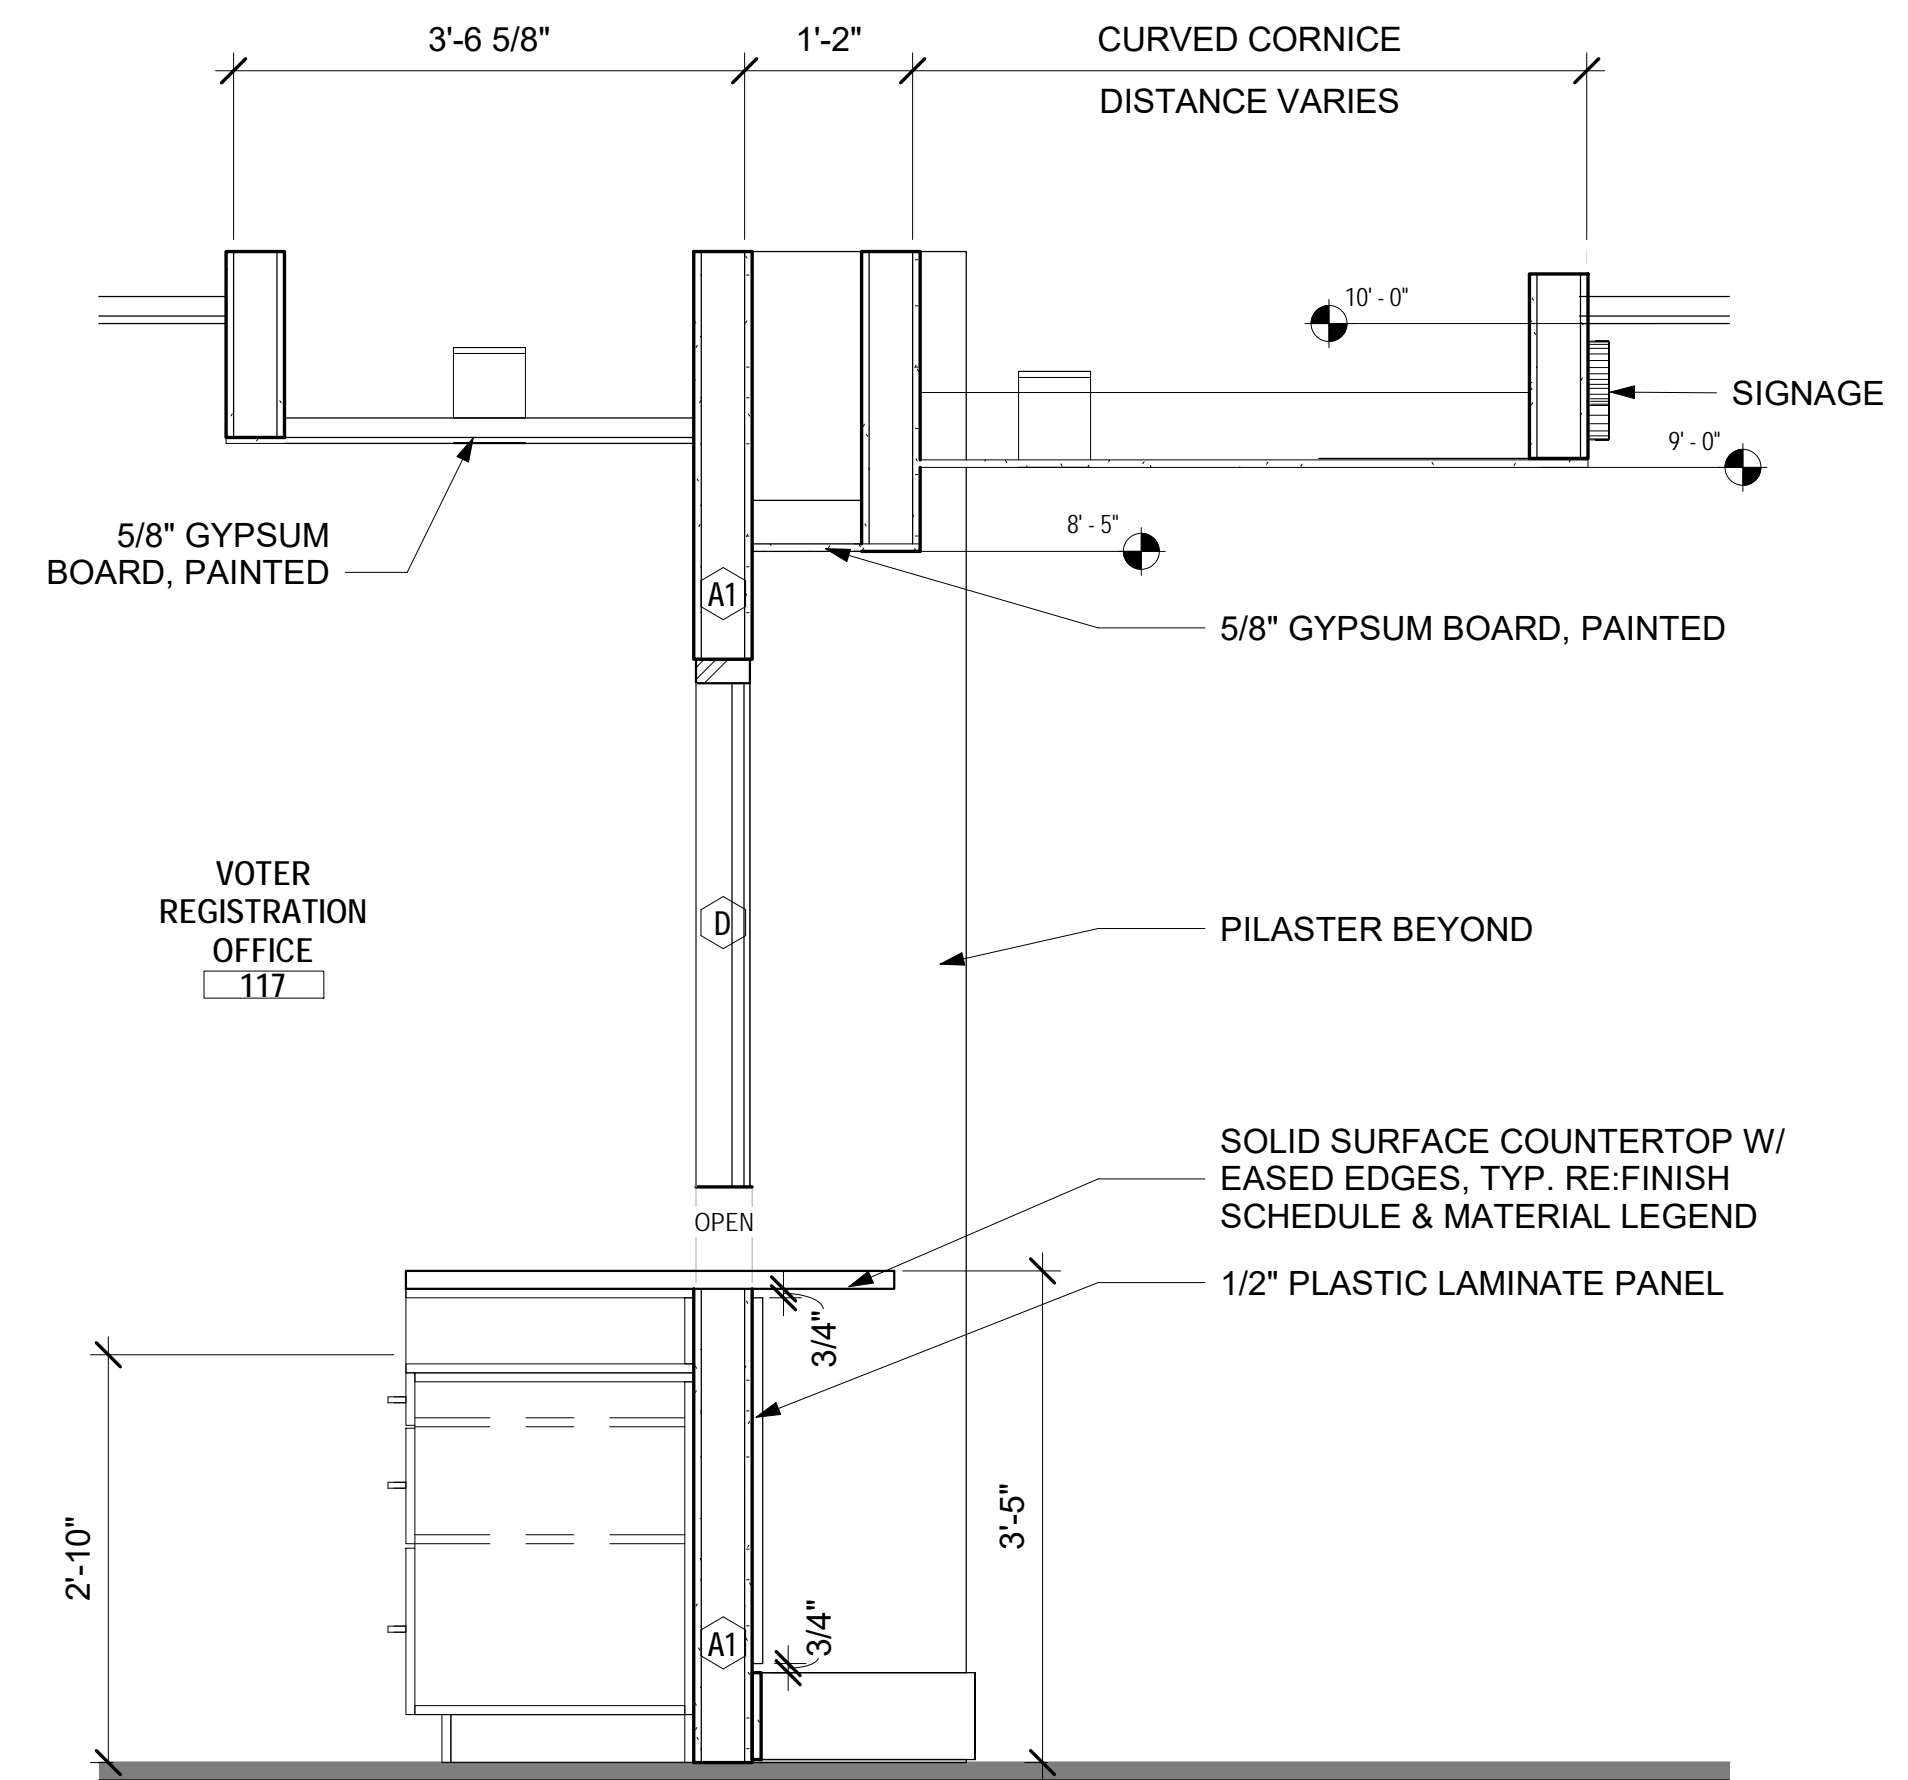 3'-6 5/8"
1'-2"
CURVED CORNICE
DISTANCE VARIES
10' - 0"
SIGNAGE
9' - 0"
5/8" GYPSUM
BOARD, PAINTED
8' - 5"
A1
5/8" GYPSUM BOARD, PAINTED
VOTER
REGISTRATION
OFFICE
117
D
PILASTER BEYOND
SOLID SURFACE COUNTERTOP W/
EASED EDGES, TYP. RE:FINISH
SCHEDULE & MATERIAL LEGEND
OPEN
1/2" PLASTIC LAMINATE PANEL
3/4"
2'-10"
3'-5"
3/4"
A1